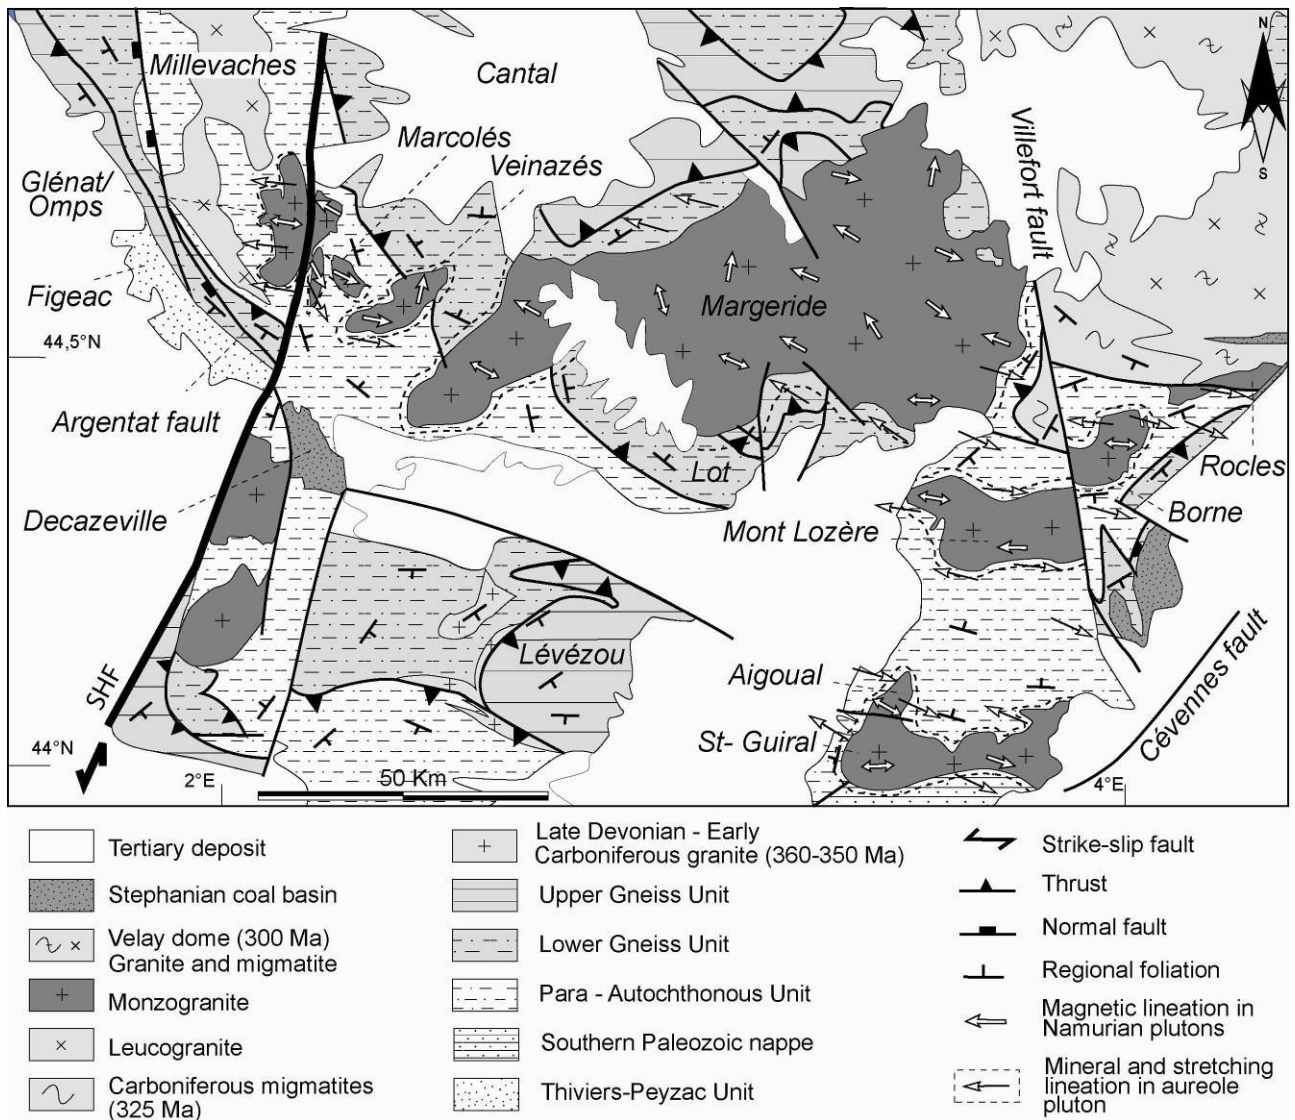 N
S
Millevaches
Cantal
Marcolés
Veinazés
Glénat/
Omps
Villefort fault
Figeac
Margeride
44,5°N
Argentat fault
Lot
Rocles
Decazeville
Mont Lozère
Borne
Lévézou
Aigoual
SHF
St- Guiral
Cévennes fault
44°N
2°E
50 Km
4°E
Tertiary deposit
Stephanian coal basin
Velay dome (300 Ma)
Granite and migmatite
Monzogranite
Leucogranite
Carboniferous migmatites
(325 Ma)
Late Devonian - Early
Carboniferous granite (360-350 Ma)
Upper Gneiss Unit
Lower Gneiss Unit
Para - Autochthonous Unit
Southern Paleozoic nappe
Thiviers-Peyzac Unit
Strike-slip fault
Thrust
Normal fault
Regional foliation
Magnetic lineation in
Namurian plutons
Mineral and stretching
lineation in aureole
pluton